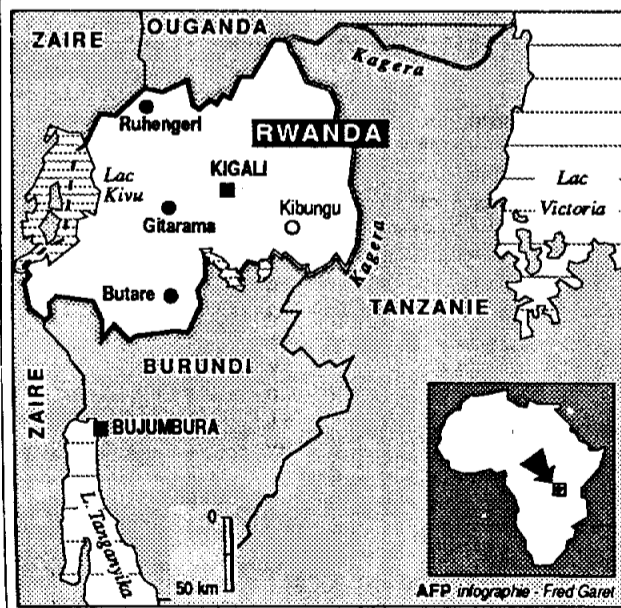 OUGANDA
ZAIRE
Kagera
Ruhengeri
RWANDA
Lac
Kivu
KIGALI
Lac
Victoria
Gitarama
Kibungu
Kagera
Butare
TANZANIE
BURUNDI
ZAIRE
BUJUMBURA
L. Tanganyika
0
50 km
AFP infographie - Fred Garet